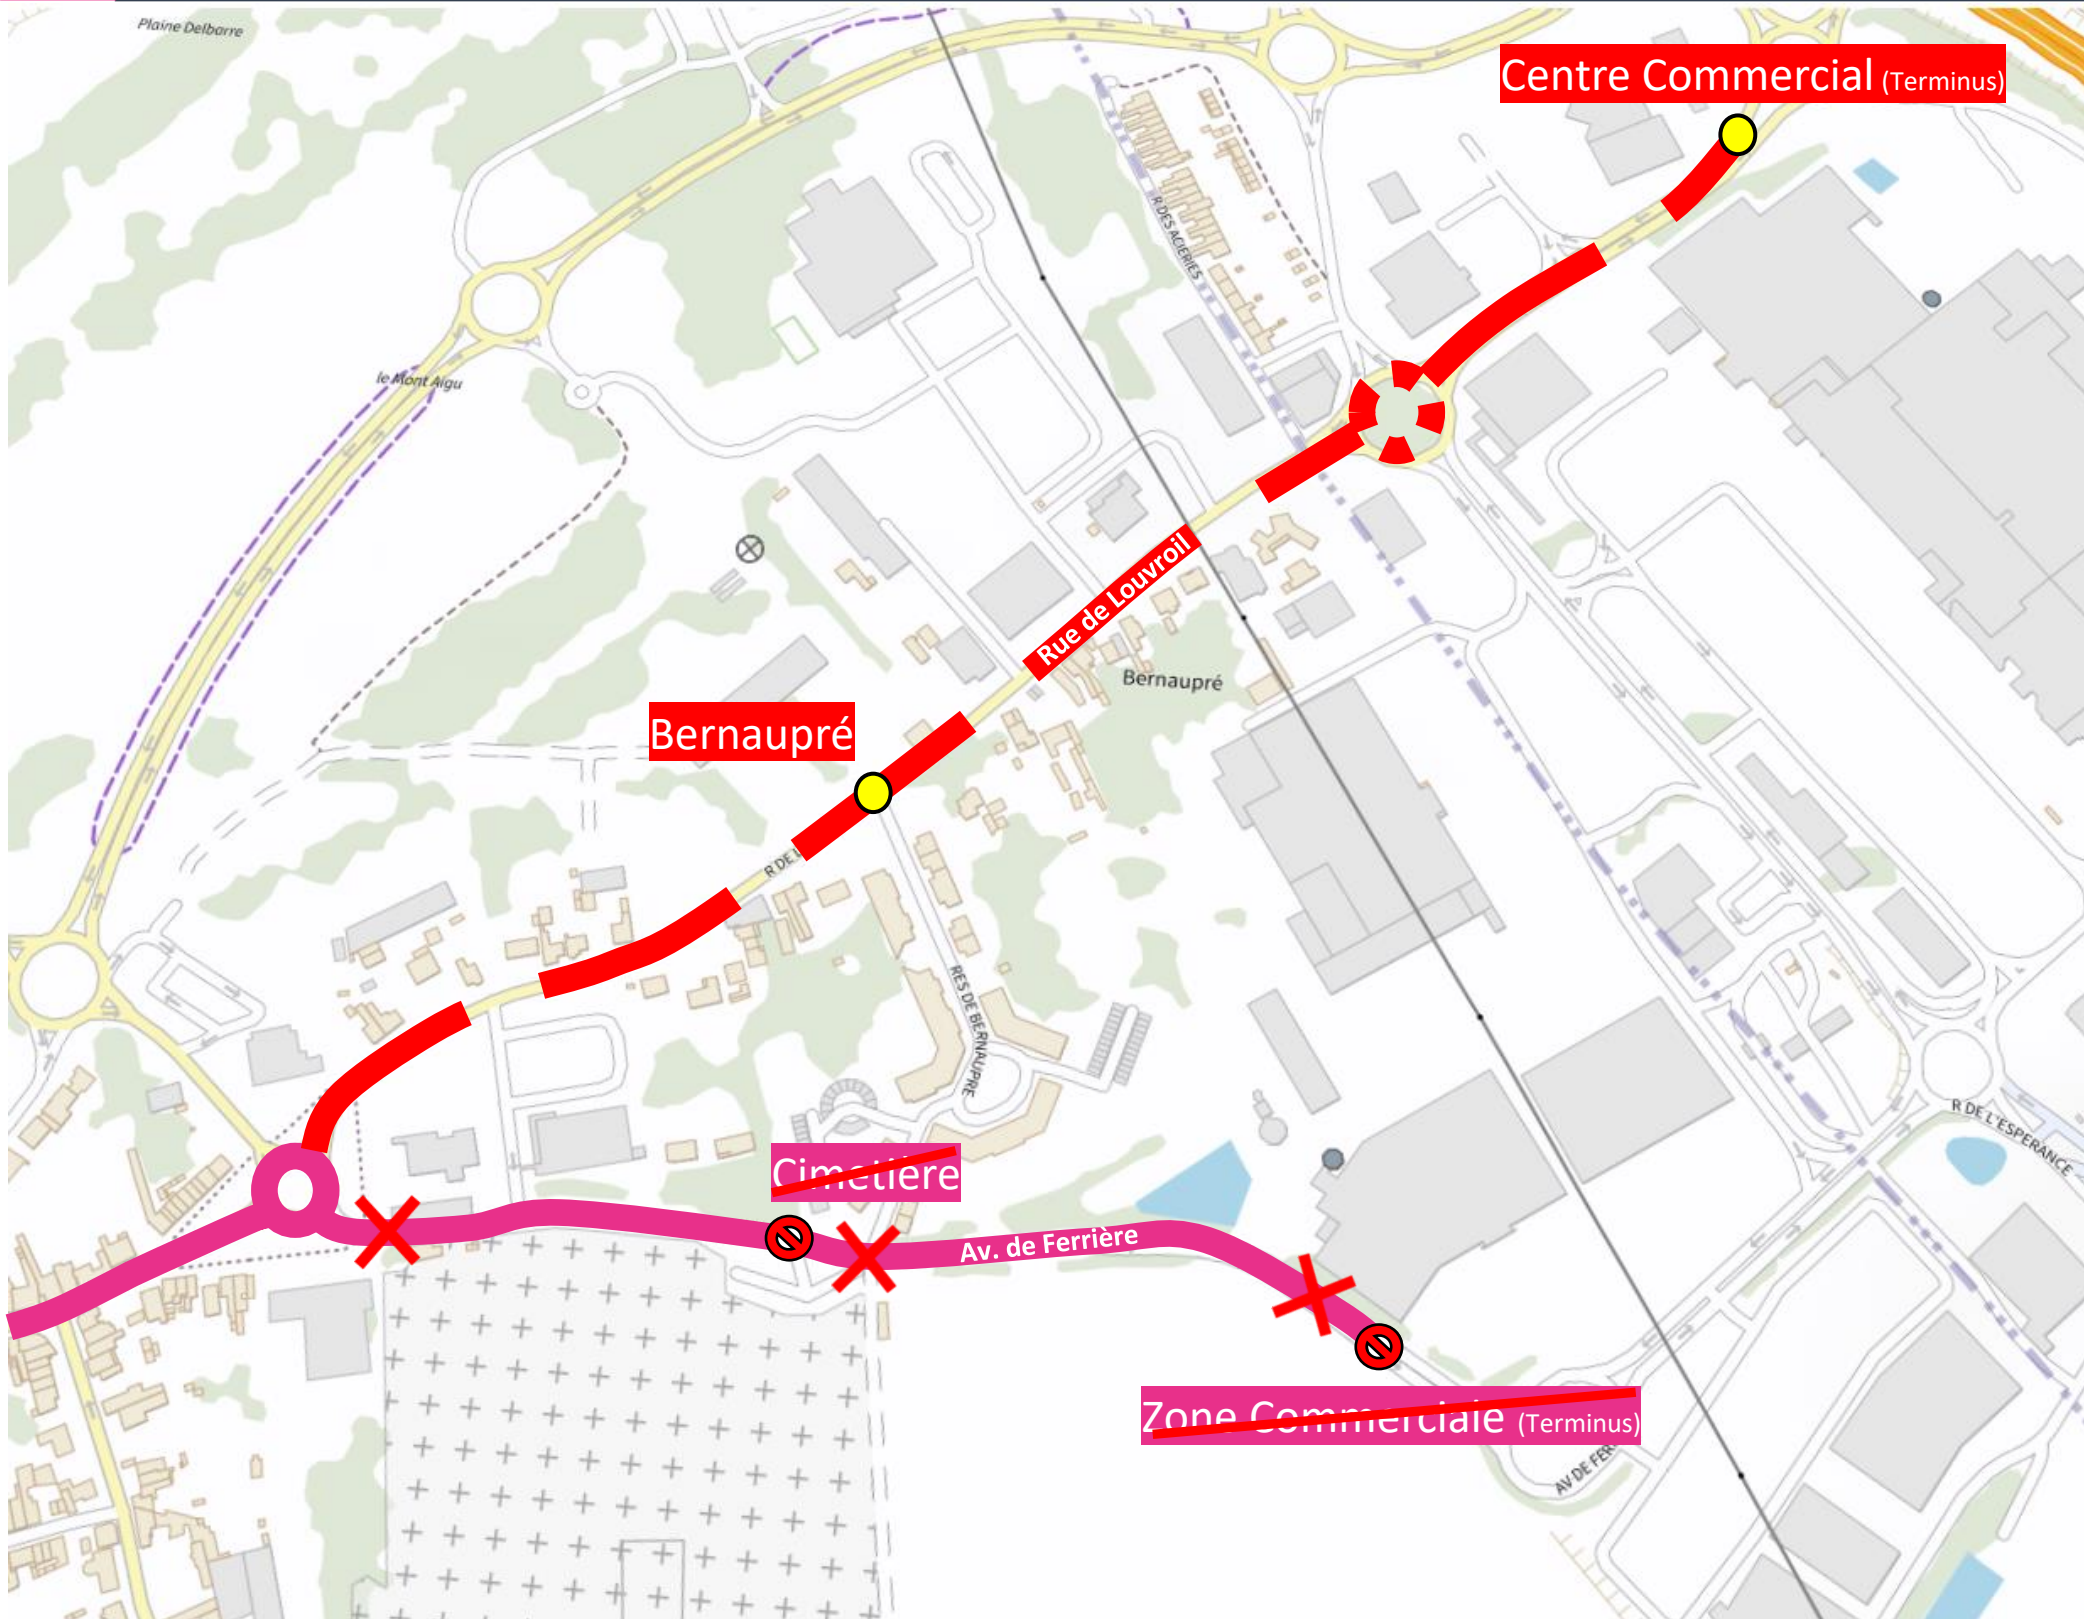 Plaine Delbarre
Centre Commercial (Terminus)
R DES ACIERIES
le Mont Aigu
Rue de Louvroil
Bernaupré
Bernaupré
R DE L
RES DE BERNAUPRE
R DE L'ESPERANCE
Cimetière
Av. de Ferrière
Zone Commerciale (Terminus)
AV DE FER